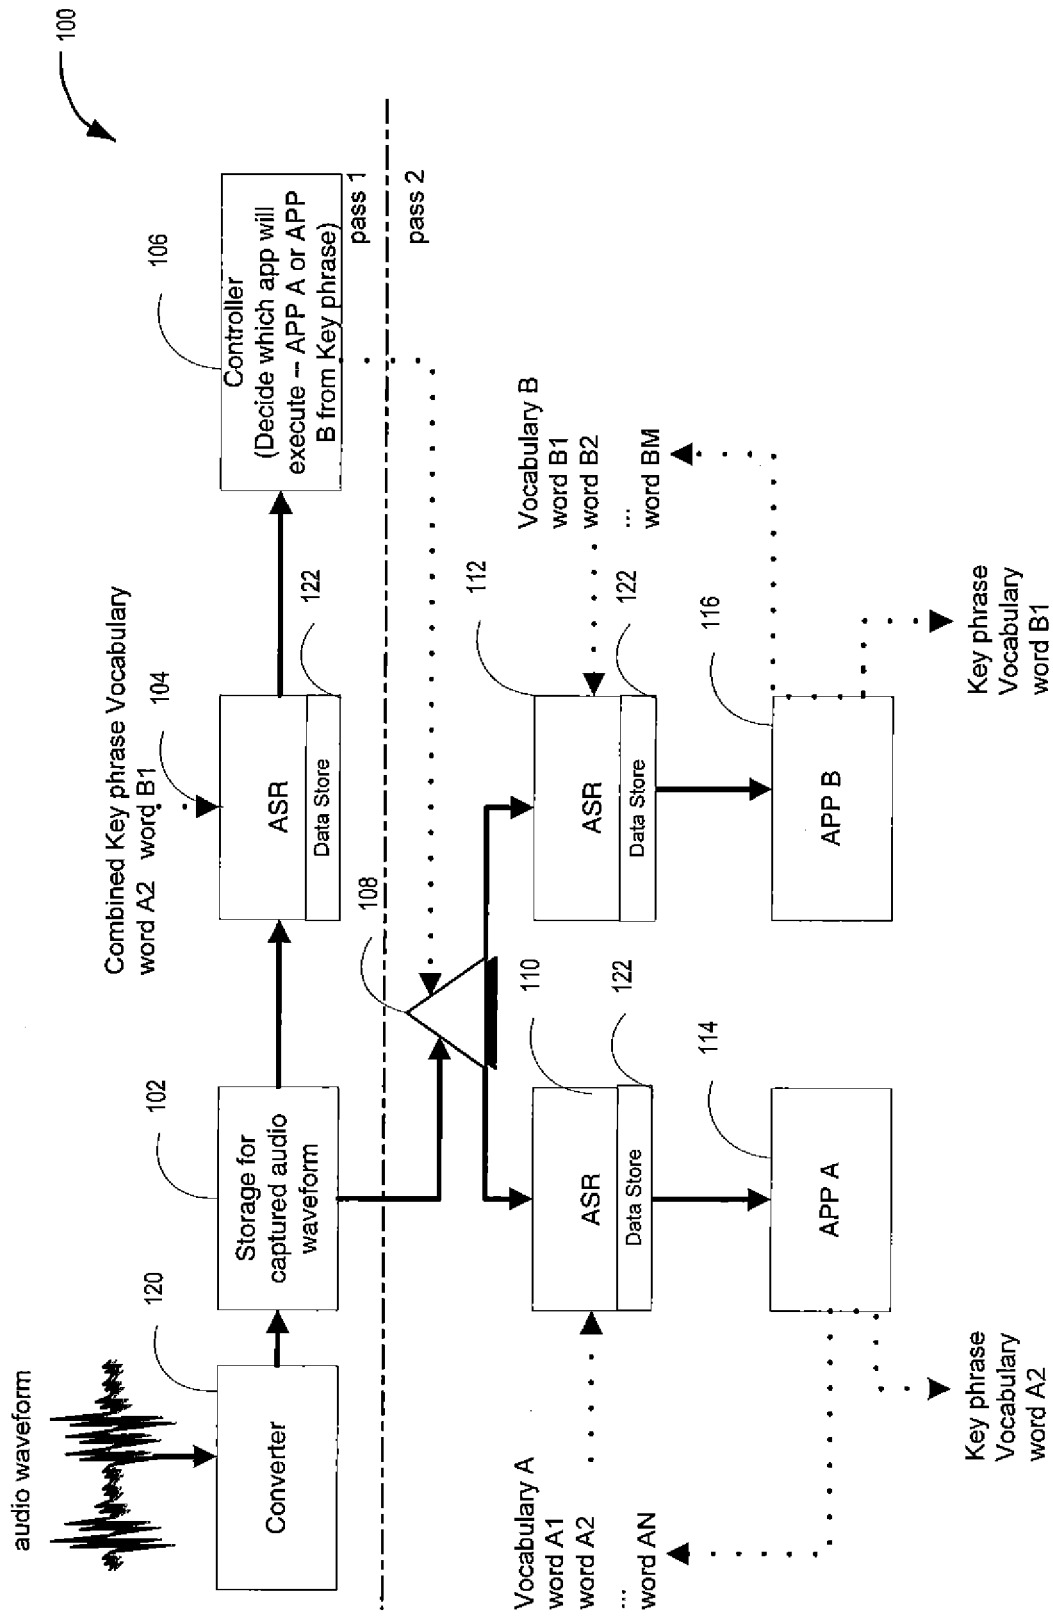 100
audio waveform
Combined Key phrase Vocabulary
word A2 word B1
120
102
104
106
Converter
Storage for
captured audio
waveform
ASR
Data Store
122
Controller
(Decide which app will
execute -- APP A or APP
B from Key phrase)
pass 1
pass 2
108
110
112
Vocabulary A
word A1
word A2
...
word AN
ASR
Data Store
122
ASR
Data Store
122
Vocabulary B
word B1
word B2
...
word BM
114
116
APP A
APP B
Key phrase
Vocabulary
word A2
Key phrase
Vocabulary
word B1